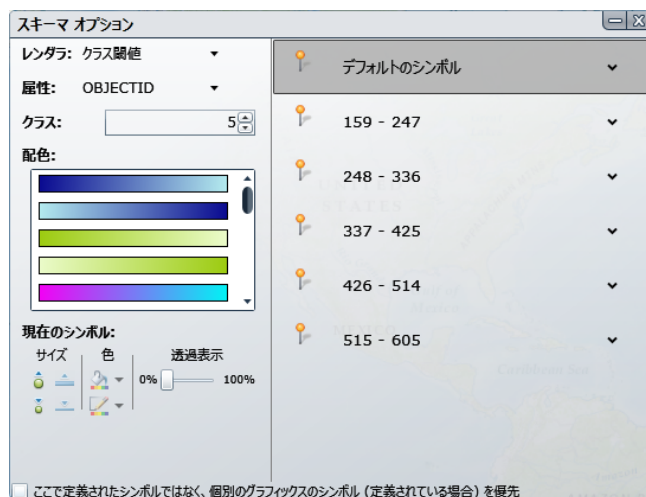 スキーマ オプション
レンダラ: クラス閾値
属性: OBJECTID
クラス: 5
配色:
現在のシンボル:
サイズ 色 透過表示
0% 100%
デフォルトのシンボル
159 - 247
248 - 336
337 - 425
426 - 514
515 - 605
UNITED
STATES
Mexico
Caribbean Sea
ここで定義されたシンボルではなく、個別のグラフィックスのシンボル (定義されている場合) を優先